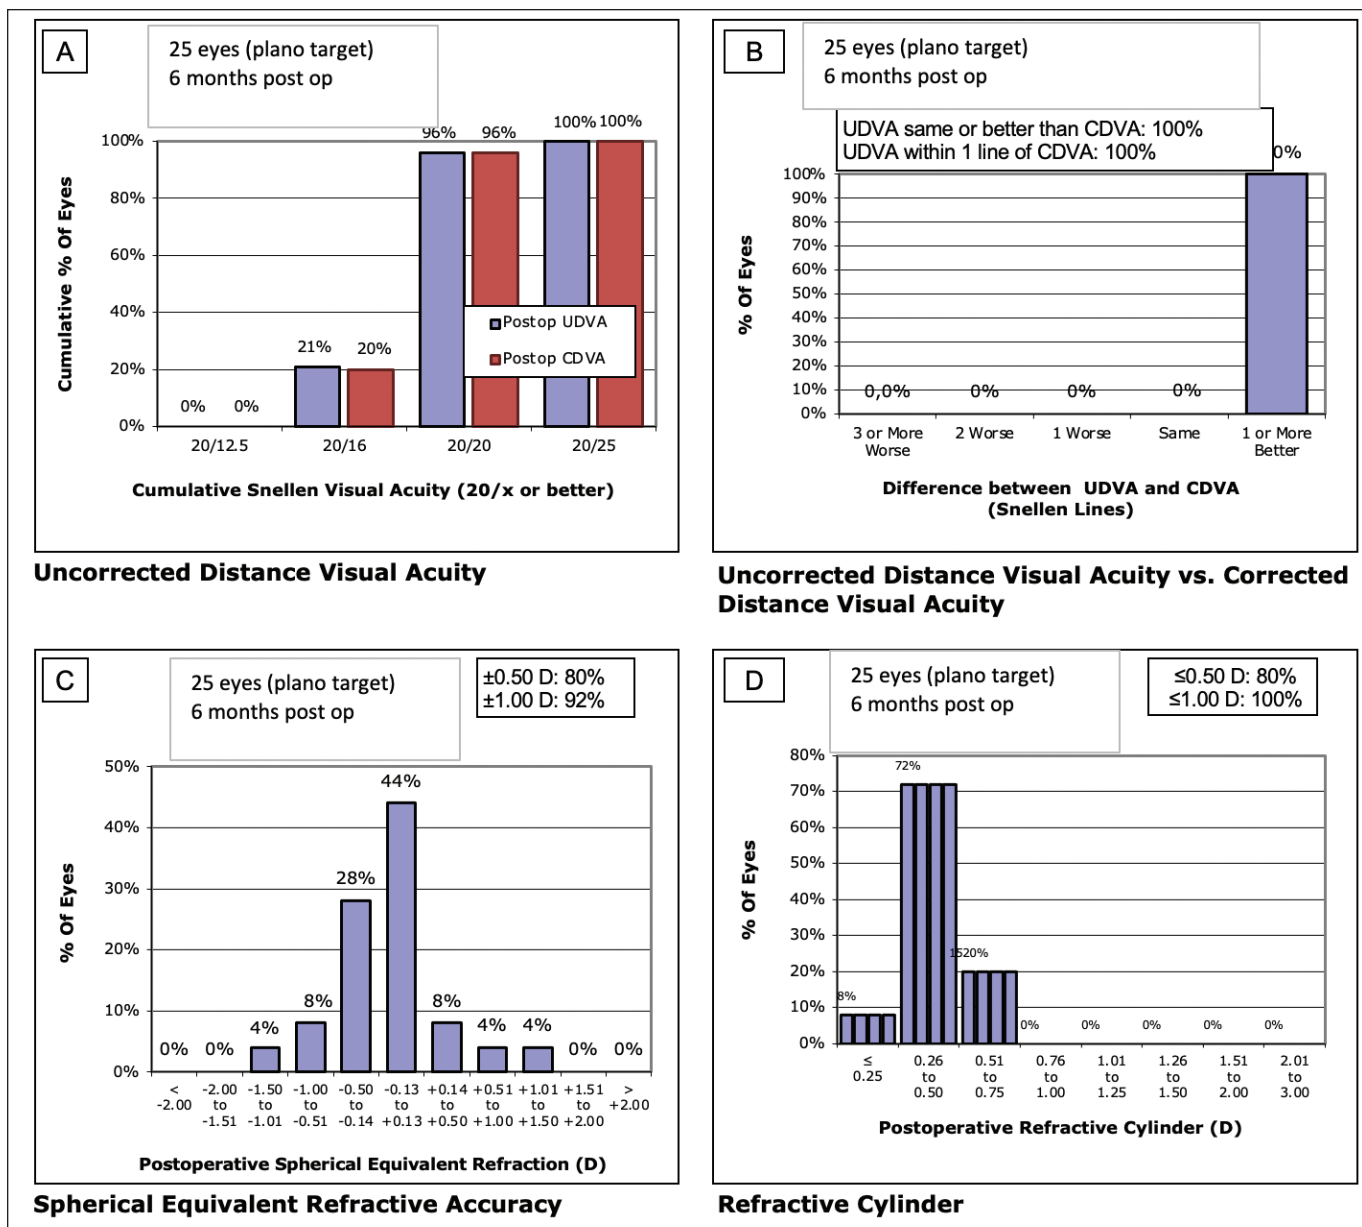 A
25 eyes (plano target)
6 months post op
96%
96%
100%
100%
100%
80%
60%
40%
20%
0%
Cumulative % Of Eyes
21%
20%
0%
0%
Postop UDVA
Postop CDVA
20/12.5
20/16
20/20
20/25
Cumulative Snellen Visual Acuity (20/x or better)
Uncorrected Distance Visual Acuity
B
25 eyes (plano target)
6 months post op
UDVA same or better than CDVA: 100%
UDVA within 1 line of CDVA: 100%
0%
100%
90%
80%
70%
60%
50%
40%
30%
20%
10%
0%
% Of Eyes
0,0%
0%
0%
0%
3 or More
Worse
2 Worse
1 Worse
Same
1 or More
Better
Difference between UDVA and CDVA
(Snellen Lines)
Uncorrected Distance Visual Acuity vs. Corrected
Distance Visual Acuity
C
25 eyes (plano target)
6 months post op
±0.50 D: 80%
±1.00 D: 92%
50%
40%
30%
20%
10%
0%
% Of Eyes
0%
0%
4%
8%
28%
44%
8%
4%
4%
0%
0%
<
-2.00
-2.00
to
-1.51
-1.50
to
-1.01
-1.00
to
-0.51
-0.50
to
-0.14
-0.13
to
+0.13
+0.14
to
+0.50
+0.51
to
+1.00
+1.01
to
+1.50
+1.51
to
+2.00
>
+2.00
Postoperative Spherical Equivalent Refraction (D)
Spherical Equivalent Refractive Accuracy
D
25 eyes (plano target)
6 months post op
≤0.50 D: 80%
≤1.00 D: 100%
80%
70%
60%
50%
40%
30%
20%
10%
0%
% Of Eyes
8%
72%
1520%
0%
0%
0%
0%
0%
≤
0.25
0.26
to
0.50
0.51
to
0.75
0.76
to
1.00
1.01
to
1.25
1.26
to
1.50
1.51
to
2.00
2.01
to
3.00
Postoperative Refractive Cylinder (D)
Refractive Cylinder